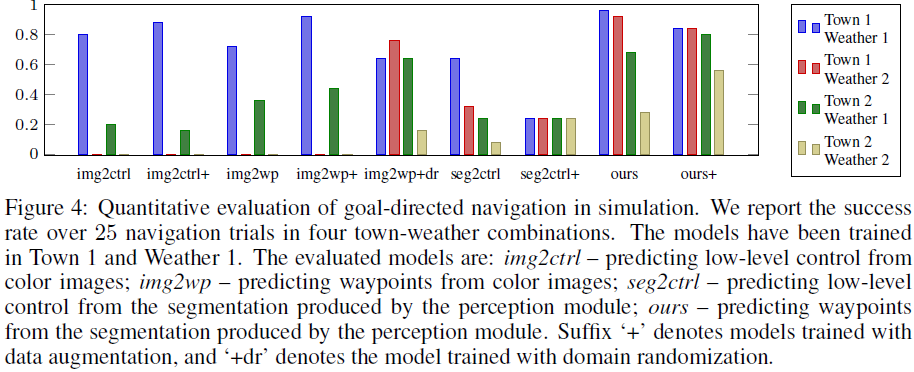 1
0.8
0.6
0.4
0.2
0
img2ctrl img2ctrl+ img2wp img2wp+ img2wp+dr seg2ctrl seg2ctrl+ ours ours+
Town 1
Weather 1
Town 1
Weather 2
Town 2
Weather 1
Town 2
Weather 2
Figure 4: Quantitative evaluation of goal-directed navigation in simulation. We report the success
rate over 25 navigation trials in four town-weather combinations. The models have been trained
in Town 1 and Weather 1. The evaluated models are: img2ctrl – predicting low-level control from
color images; img2wp – predicting waypoints from color images; seg2ctrl – predicting low-level
control from the segmentation produced by the perception module; ours – predicting waypoints
from the segmentation produced by the perception module. Suffix ‘+’ denotes models trained with
data augmentation, and ‘+dr’ denotes the model trained with domain randomization.